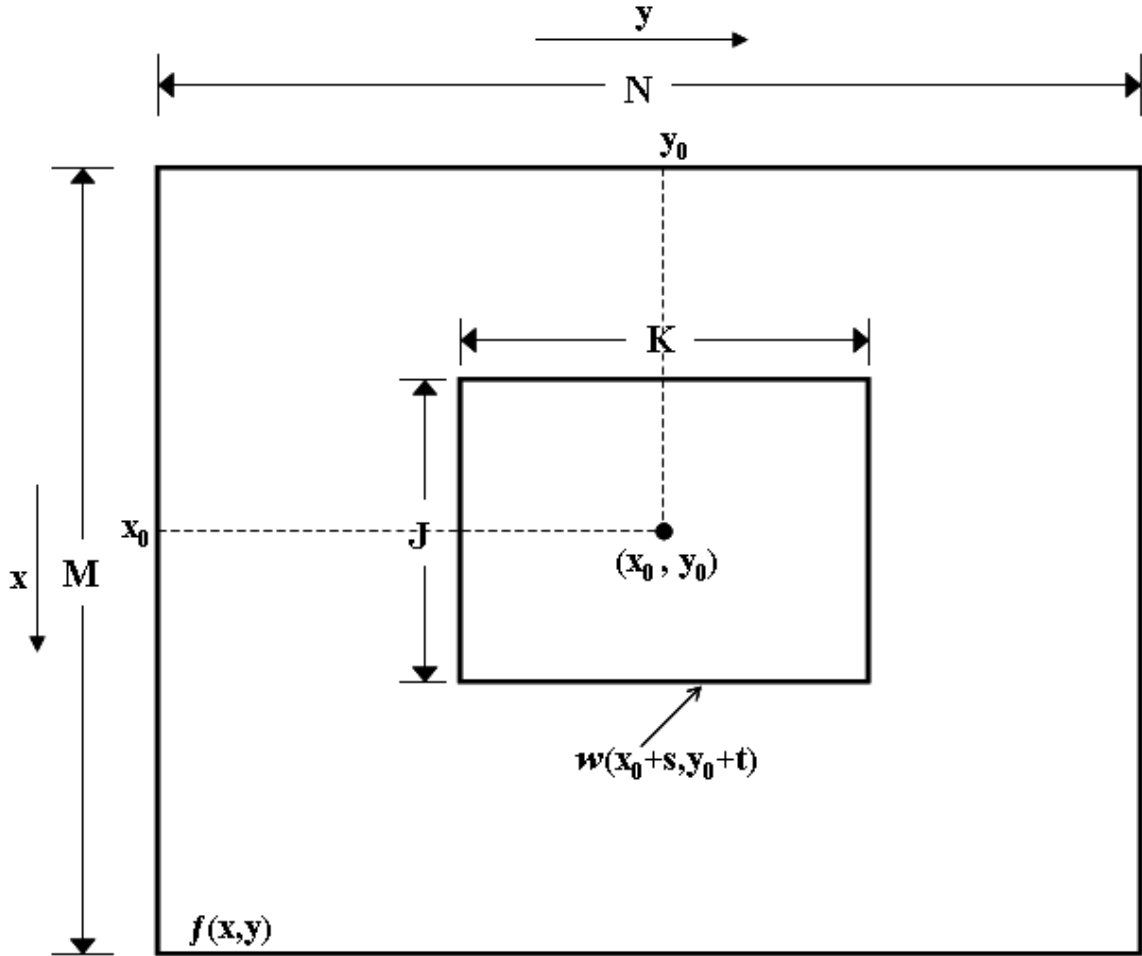 y
N
y₀
K
x₀
J
x
M
(x₀ , y₀)
w(x₀+s,y₀+t)
f(x,y)